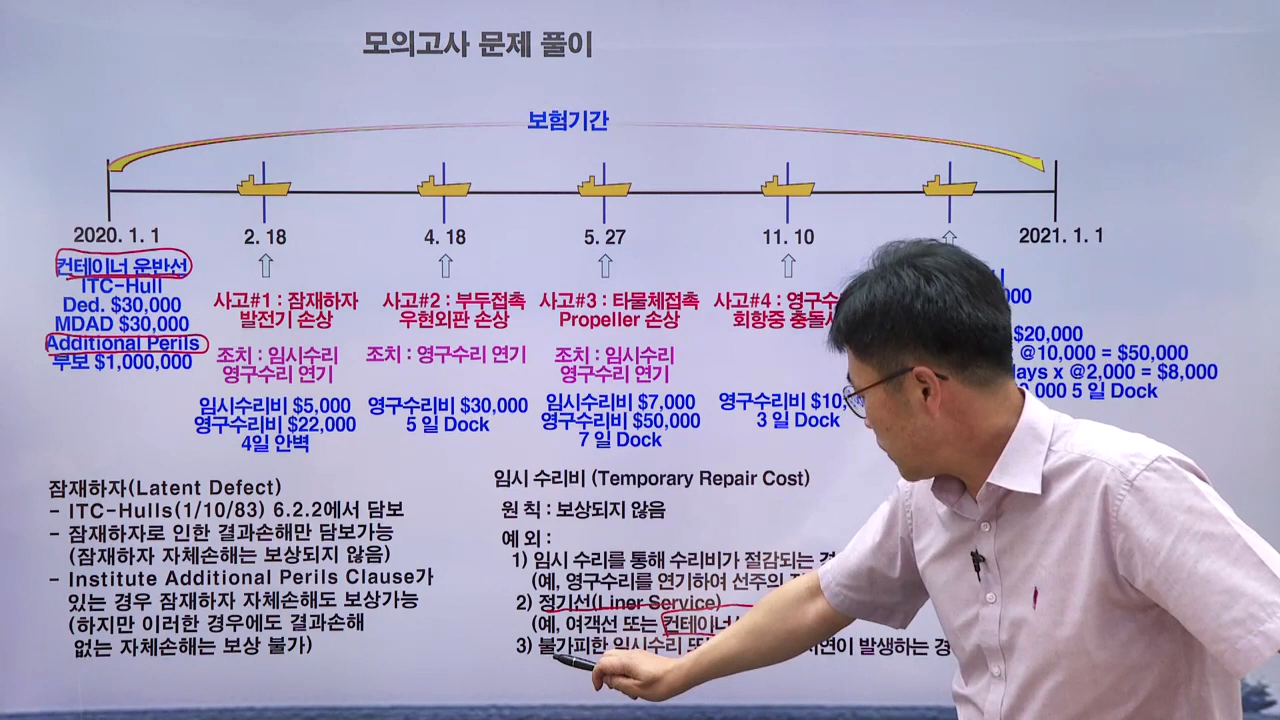 모의고사 문제 풀이
보험기간
2020. 1. 1
2. 18
4. 18
5. 27
11. 10
2021. 1. 1
컨테이너 운반선
ITC-Hull
Ded. $30,000
MDAD $30,000
Additional Perils
부보 $1,000,000
사고#1 : 잠재하자
발전기 손상
조치 : 임시수리
영구수리 연기
임시수리비 $5,000
영구수리비 $22,000
4일 안벽
사고#2 : 부두접촉
우현외판 손상
조치 : 영구수리 연기
영구수리비 $30,000
5 일 Dock
사고#3 : 타물체접촉
Propeller 손상
조치 : 임시수리
영구수리 연기
임시수리비 $7,000
영구수리비 $50,000
7 일 Dock
사고#4 :
회항중
영구수리비
3 일 Dock
$20,000
@10,000 = $50,000
x @2,000 = $8,000
5 일 Dock
잠재하자(Latent Defect)
- ITC-Hulls(1/10/83) 6.2.2에서 담보
- 잠재하자로 인한 결과손해만 담보가능
(잠재하자 자체손해는 보상되지 않음)
- Institute Additional Perils Clause가
있는 경우 잠재하자 자체손해도 보상가능
(하지만 이러한 경우에도 결과손해
없는 자체손해는 보상 불가)
임시 수리비 (Temporary Repair Cost)
원 칙 : 보상되지 않음
예 외 :
1) 임시 수리를 통해 수리비가 절감되는
(예, 영구수리를 연기하여 선주의
2) 정기선(Liner Service)
(예, 여객선 또는 컨테이너
3) 불가피한 임시수리 발생하는